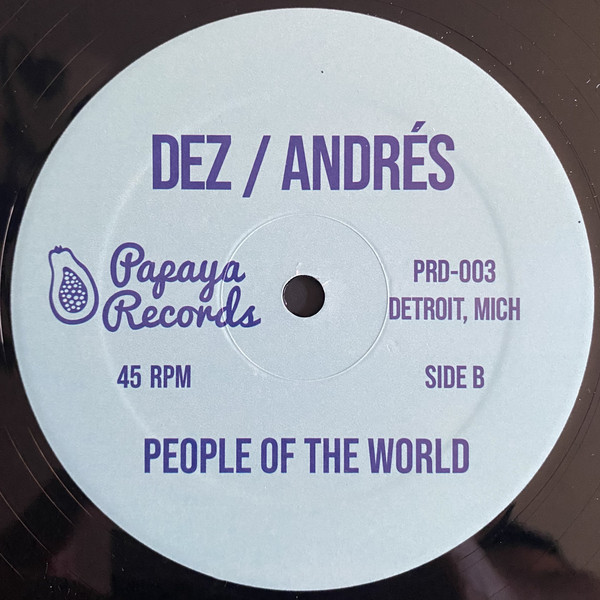 DEZ / ANDRÉS
Papaya
Records
PRD-003
DETROIT, MICH
45 RPM
SIDE B
PEOPLE OF THE WORLD